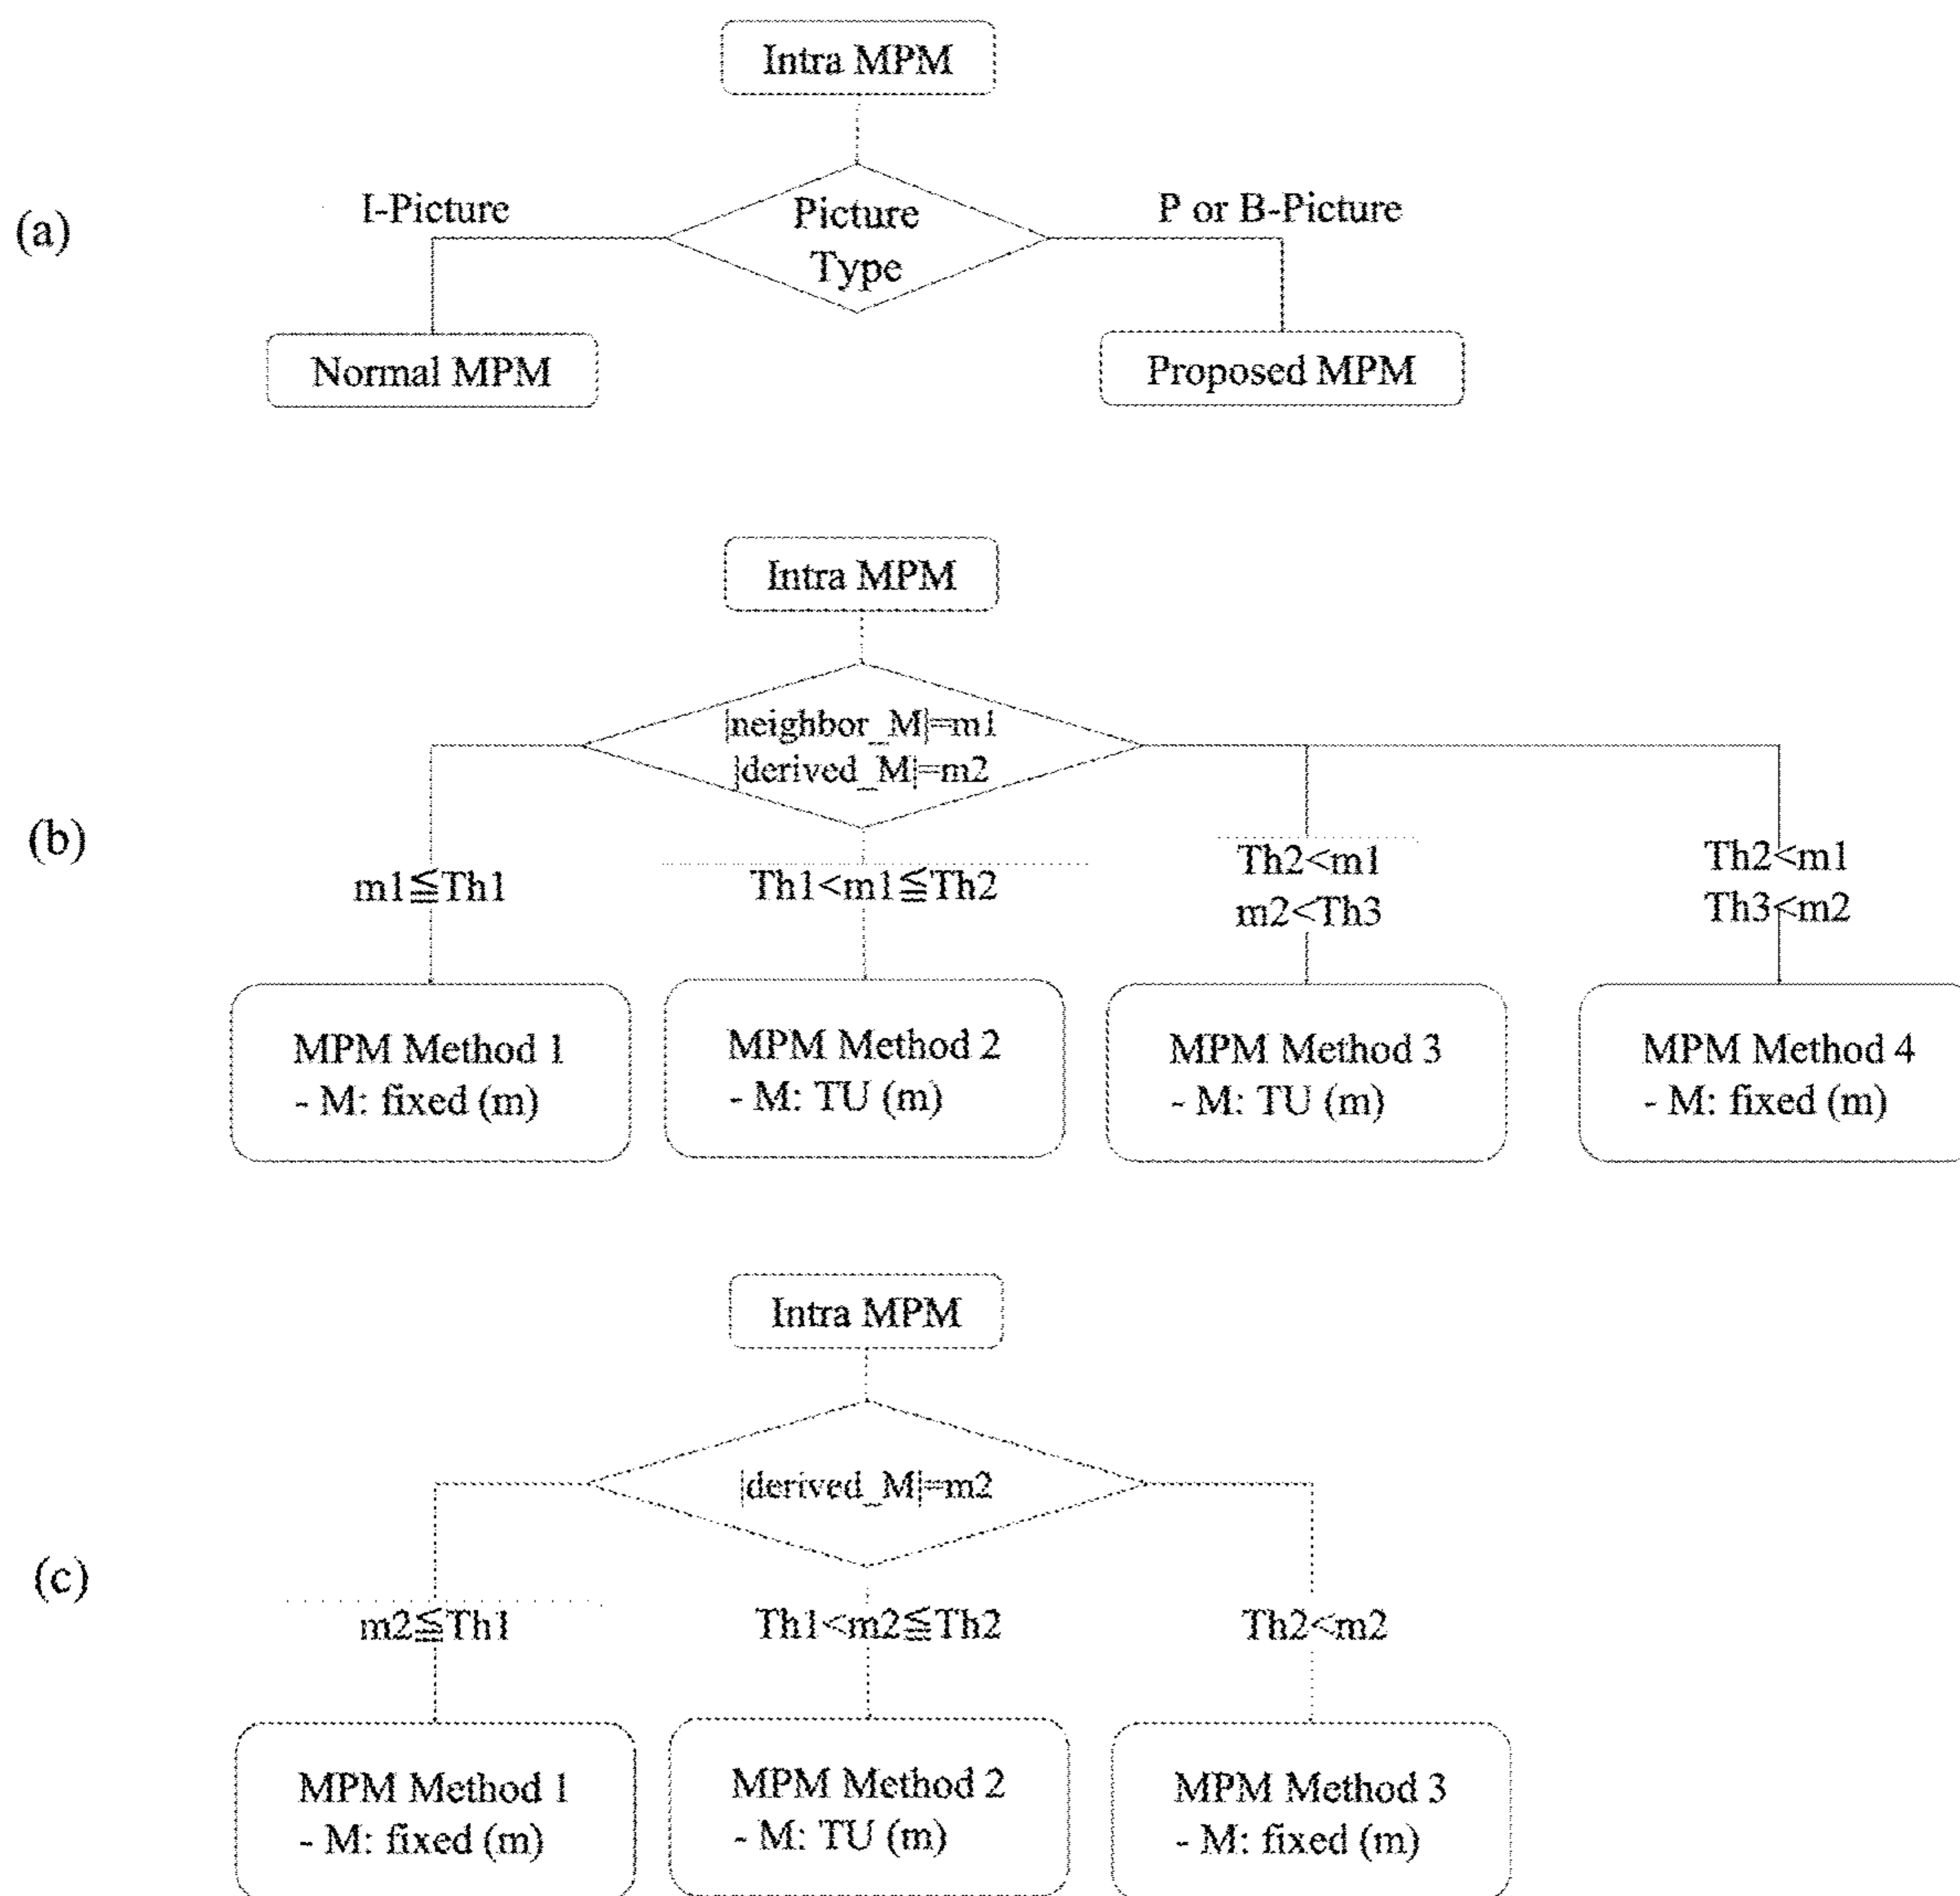 (a)
Intra MPM
I-Picture
Picture
Type
P or B-Picture
Normal MPM
Proposed MPM
(b)
Intra MPM
|neighbor_M|=m1
|derived_M|=m2
m1≦Th1
Th1<m1≦Th2
Th2<m1
m2<Th3
Th2<m1
Th3<m2
MPM Method 1
- M: fixed (m)
MPM Method 2
- M: TU (m)
MPM Method 3
- M: TU (m)
MPM Method 4
- M: fixed (m)
(c)
Intra MPM
|derived_M|=m2
m2≦Th1
Th1<m2≦Th2
Th2<m2
MPM Method 1
- M: fixed (m)
MPM Method 2
- M: TU (m)
MPM Method 3
- M: fixed (m)